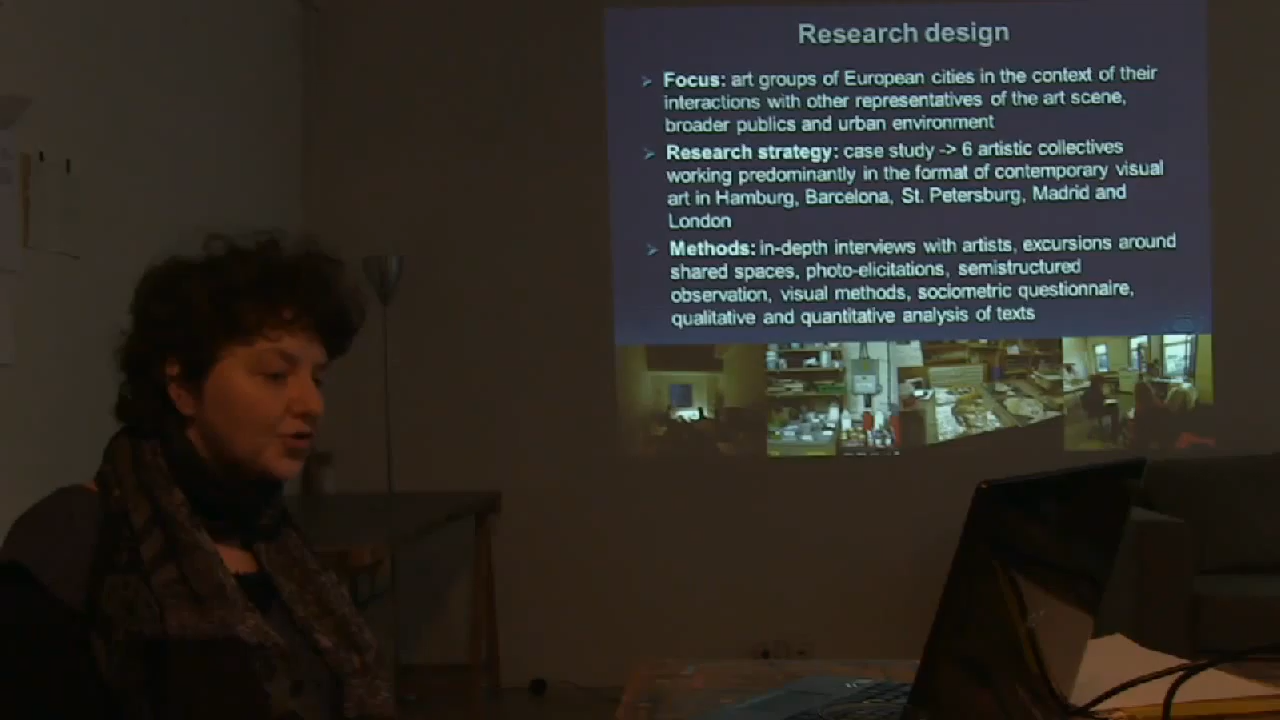 Research design
Focus: art groups of European cities in the context of their
interactions with other representatives of the art scene,
broader publics and urban environment
Research strategy: case study -> 6 artistic collectives
working predominantly in the format of contemporary visual
art in Hamburg, Barcelona, St. Petersburg, Madrid and
London
Methods: in-depth interviews with artists, excursions around
shared spaces, photo-elicitations, semistructured
observation, visual methods, sociometric questionnaire,
qualitative and quantitative analysis of texts